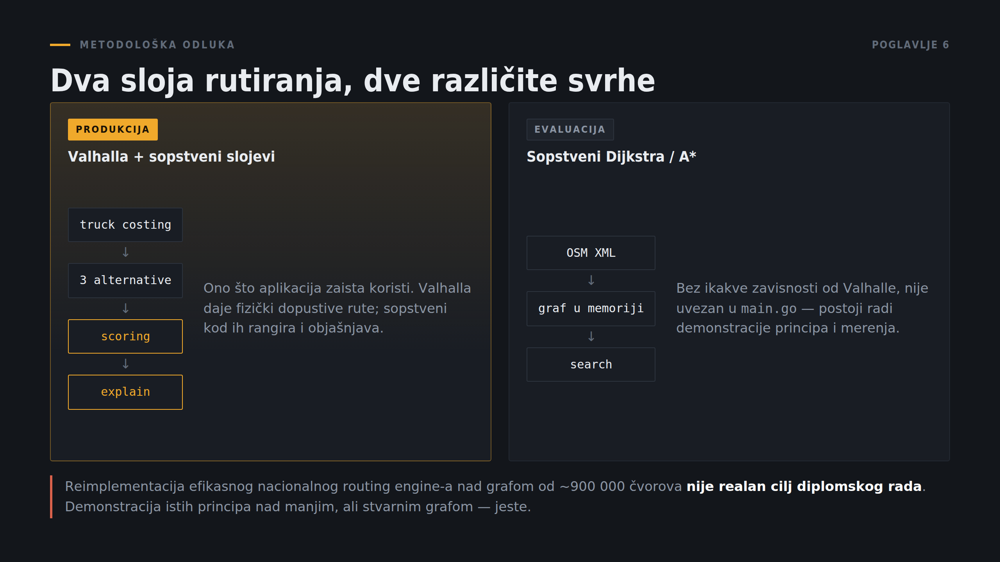 METODOLOŠKA ODLUKA
POGLAVLJE 6
Dva sloja rutiranja, dve različite svrhe
PRODUKCIJA
Valhalla + sopstveni slojevi
truck costing
↓
3 alternative
↓
scoring
↓
explain
Ono što aplikacija zaista koristi. Valhalla
daje fizički dopustive rute; sopstveni
kod ih rangira i objašnjava.
EVALUACIJA
Sopstveni Dijkstra / A*
OSM XML
↓
graf u memoriji
↓
search
Bez ikakve zavisnosti od Valhalle, nije
uvezan u main.go — postoji radi
demonstracije principa i merenja.
Reimplementacija efikasnog nacionalnog routing engine-a nad grafom od ~900 000 čvorova nije realan cilj diplomskog rada.
Demonstracija istih principa nad manjim, ali stvarnim grafom — jeste.